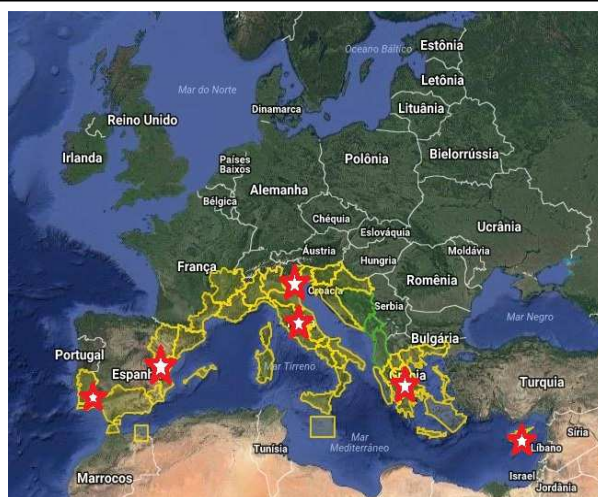 Oceano Báltico
Estônia
Letônia
Mar do Norte
Dinamarca
Lituânia
Reino Unido
Irlanda
Países
Baixos
Polônia
Bielorrússia
Bélgica
Alemanha
Chéquia
Eslováquia
Ucrânia
Áustria
Hungria
Moldávia
França
Croácia
Romênia
Sérbia
Mar Negro
Bulgária
Portugal
Mar Tirreno
Turquia
Mar
Mediterrâneo
Síria
Líbano
Tunísia
Israel
Jordânia
Marrocos